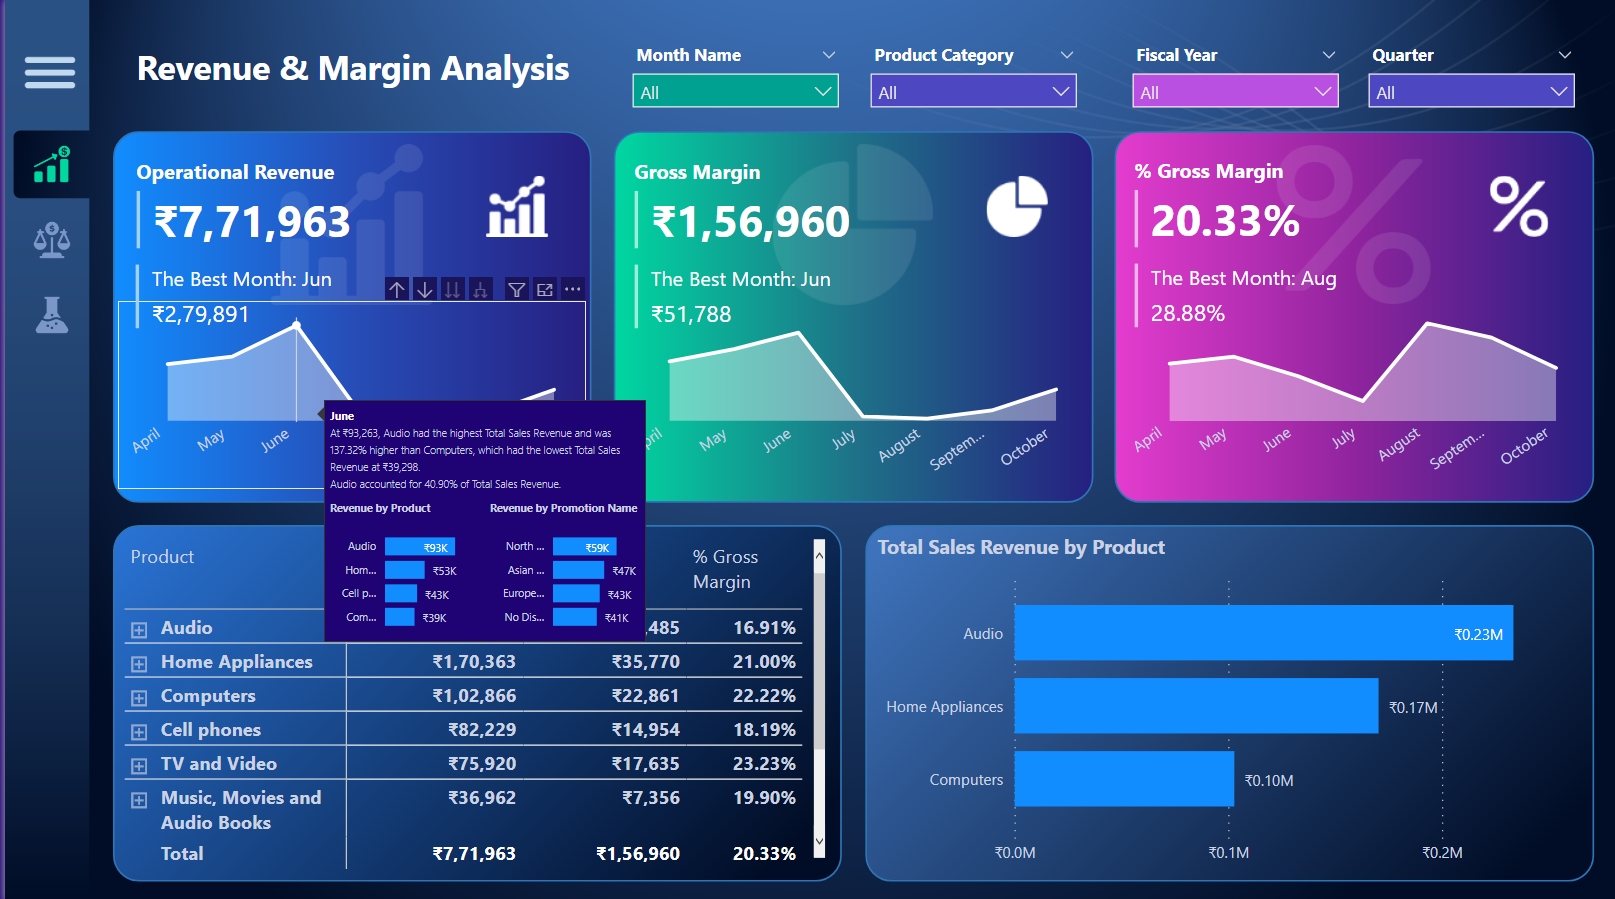 Revenue & Margin Analysis
Month Name
Product Category
Fiscal Year
Quarter
All
All
All
All
Operational Revenue
₹7,71,963
The Best Month: Jun
₹2,79,891
April
May
June
Gross Margin
₹1,56,960
The Best Month: Jun
₹51,788
May
June
July
August
Septem...
October
% Gross Margin
20.33%
The Best Month: Aug
28.88%
April
May
June
July
August
Septem...
October
June
At ₹93,263, Audio had the highest Total Sales Revenue and was
137.32% higher than Computers, which had the lowest Total Sales
Revenue at ₹39,298.
Audio accounted for 40.90% of Total Sales Revenue.
Revenue by Product
Audio ₹93K
Hom... ₹53K
Cell p... ₹43K
Com... ₹39K
Revenue by Promotion Name
North ... ₹59K
Asian ... ₹47K
Europe... ₹43K
No Dis... ₹41K
Product % Gross
Margin
Audio ,485 16.91%
Home Appliances ₹1,70,363 ₹35,770 21.00%
Computers ₹1,02,866 ₹22,861 22.22%
Cell phones ₹82,229 ₹14,954 18.19%
TV and Video ₹75,920 ₹17,635 23.23%
Music, Movies and ₹36,962 ₹7,356 19.90%
Audio Books
Total ₹7,71,963 ₹1,56,960 20.33%
Total Sales Revenue by Product
Audio ₹0.23M
Home Appliances ₹0.17M
Computers ₹0.10M
₹0.0M ₹0.1M ₹0.2M